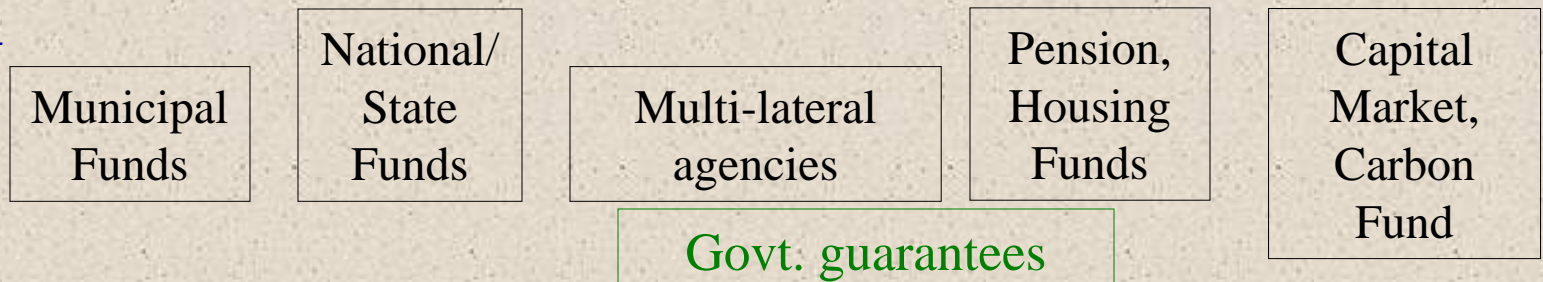 Municipal
Funds
National/
State
Funds
Multi-lateral
agencies
Pension,
Housing
Funds
Capital
Market,
Carbon
Fund
Govt. guarantees